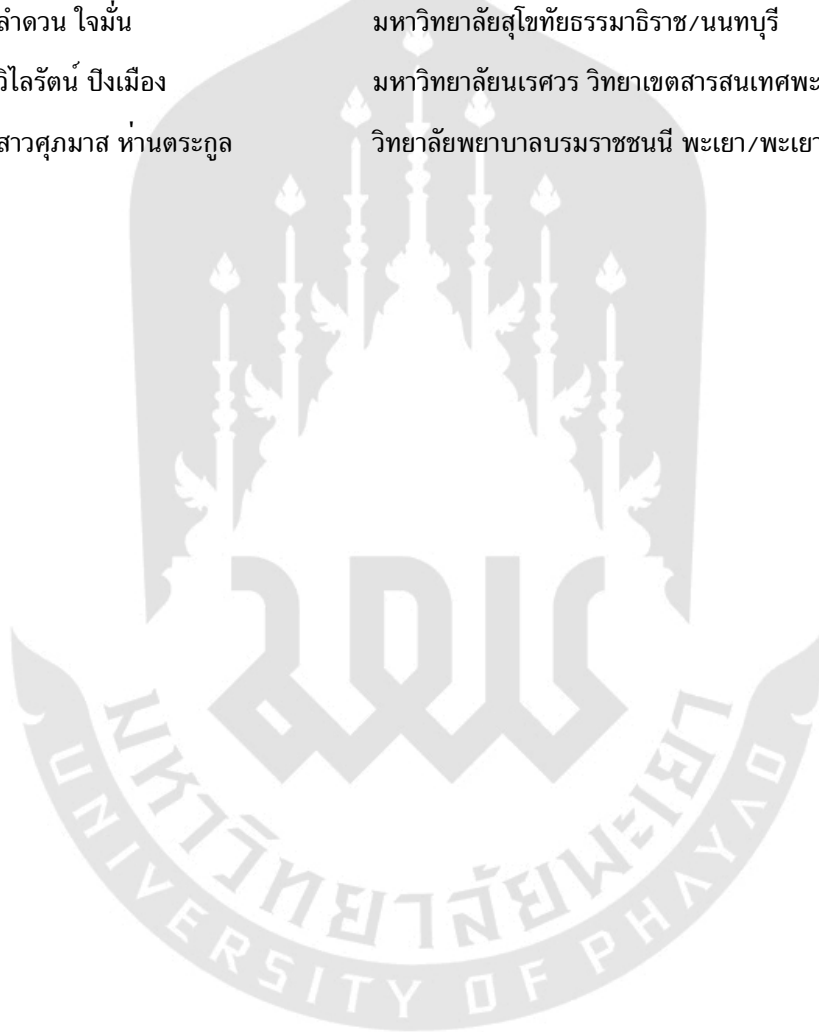 ลำดวน ใจมั่น มหาวิทยาลัยสุโขทัยธรรมาธิราช/นนทบุรี
วิไลรัตน์ ปิงเมือง มหาวิทยาลัยนเรศวร วิทยาเขตสารสนเทศพะ
สาวศุภมาส ห่านตระกูล วิทยาลัยพยาบาลบรมราชชนนี พะเยา/พะเยา
มพ
มหาวิทยาลัยพะเยา
UNIVERSITY OF PHAYAO